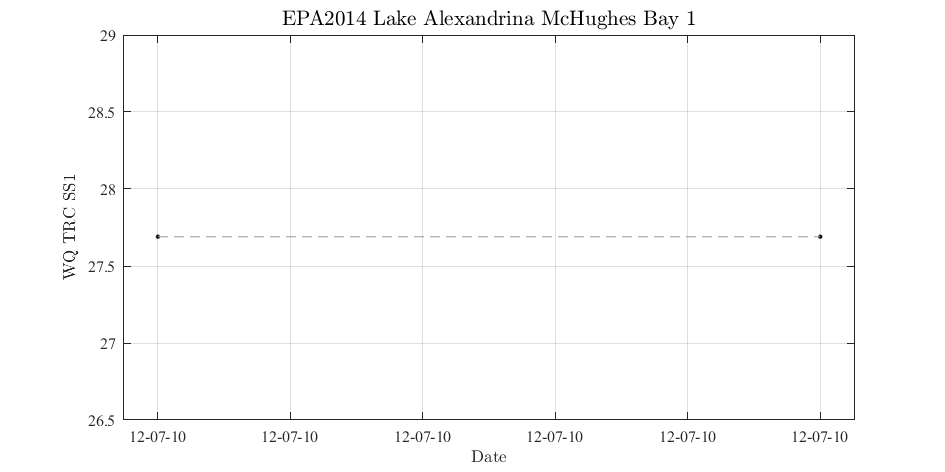 EPA2014 Lake Alexandrina McHughes Bay 1
29
28.5
28
27.5
27
26.5
WQ TRC SS1
12-07-10 12-07-10 12-07-10 12-07-10 12-07-10 12-07-10
Date